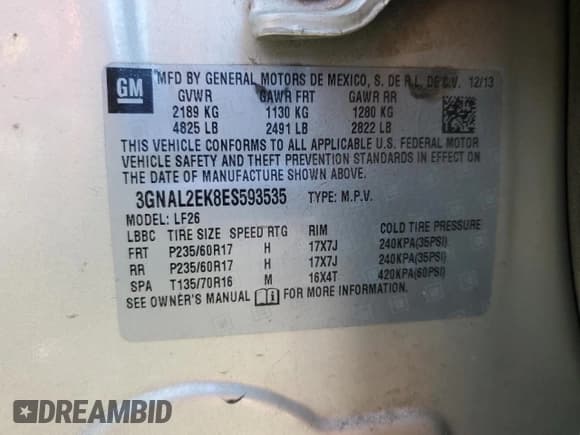 GM
MFD BY GENERAL MOTORS DE MEXICO, S. DE R.L. DE C.V. 12/13
GVWR GAWR FRT GAWR RR
2189 KG 1130 KG 1280 KG
4825 LB 2491 LB 2822 LB
THIS VEHICLE CONFORMS TO ALL APPLICABLE U.S. FEDERAL MOTOR
VEHICLE SAFETY AND THEFT PREVENTION STANDARDS IN EFFECT ON
THE DATE OF MANUFACTURE SHOWN ABOVE.
3GNAL2EK8ES593535 TYPE: M.P.V.
MODEL: LF26
LBBC TIRE SIZE SPEED RTG RIM COLD TIRE PRESSURE
FRT P235/60R17 H 17X7J 240KPA(35PSI)
RR P235/60R17 H 17X7J 240KPA(35PSI)
SPA T135/70R16 M 16X4T 420KPA(60PSI)
SEE OWNER'S MANUAL FOR MORE INFORMATION.
DREAMBID